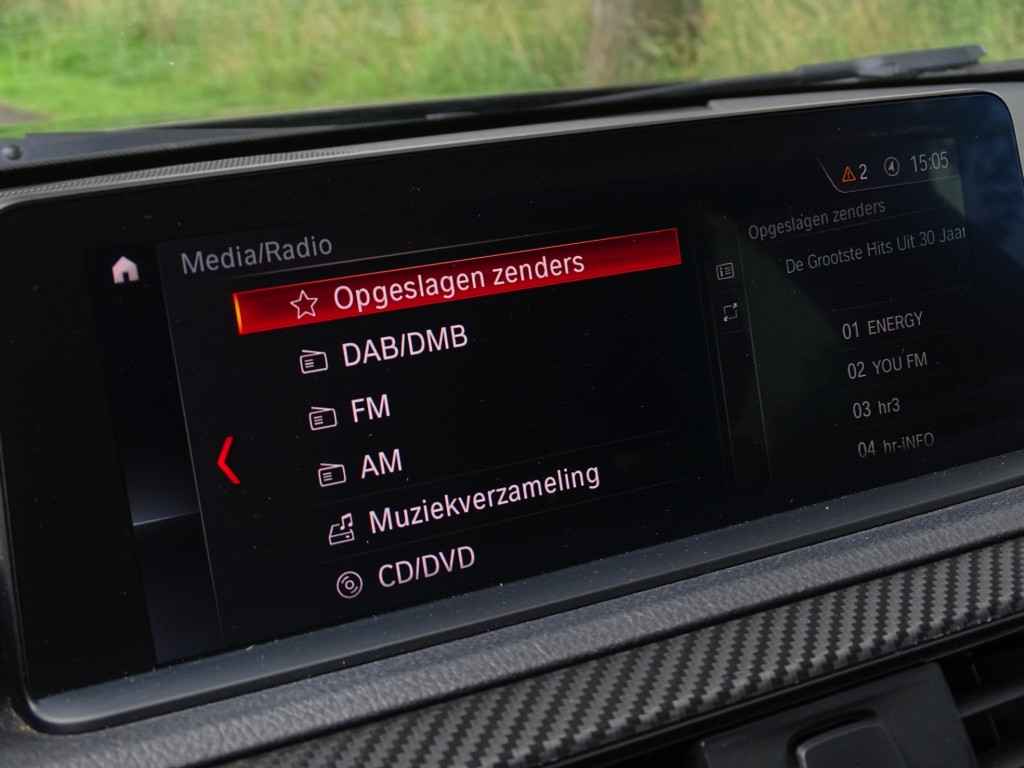 2 15:05
Media/Radio
Opgeslagen zenders
DAB/DMB
FM
AM
Muziekverzameling
CD/DVD
Opgeslagen zenders
De Grootste Hits Uit 30 Jaar
01 ENERGY
02 YOU FM
03 hr3
04 hr-iNFO